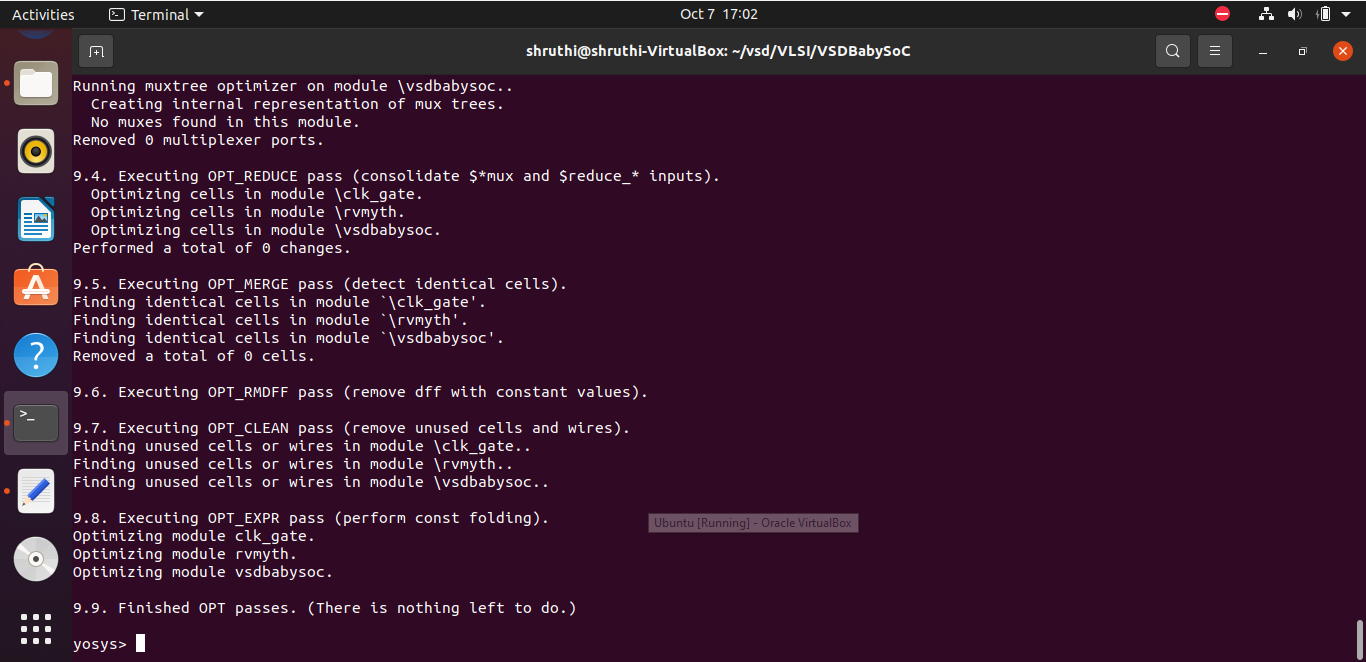 Activities
Terminal
Oct 7 17:02
shruthi@shruthi-VirtualBox: ~/vsd/VLSI/VSDBabySoC
Running muxtree optimizer on module \vsdbabysoc..
  Creating internal representation of mux trees.
  No muxes found in this module.
Removed 0 multiplexer ports.

9.4. Executing OPT_REDUCE pass (consolidate $*mux and $reduce_* inputs).
  Optimizing cells in module \clk_gate.
  Optimizing cells in module \rvmyth.
  Optimizing cells in module \vsdbabysoc.
Performed a total of 0 changes.

9.5. Executing OPT_MERGE pass (detect identical cells).
Finding identical cells in module `\clk_gate'.
Finding identical cells in module `\rvmyth'.
Finding identical cells in module `\vsdbabysoc'.
Removed a total of 0 cells.

9.6. Executing OPT_RMDFF pass (remove dff with constant values).

9.7. Executing OPT_CLEAN pass (remove unused cells and wires).
Finding unused cells or wires in module \clk_gate..
Finding unused cells or wires in module \rvmyth..
Finding unused cells or wires in module \vsdbabysoc..

9.8. Executing OPT_EXPR pass (perform const folding).
Ubuntu [Running] - Oracle VirtualBox
Optimizing module clk_gate.
Optimizing module rvmyth.
Optimizing module vsdbabysoc.

9.9. Finished OPT passes. (There is nothing left to do.)

yosys>